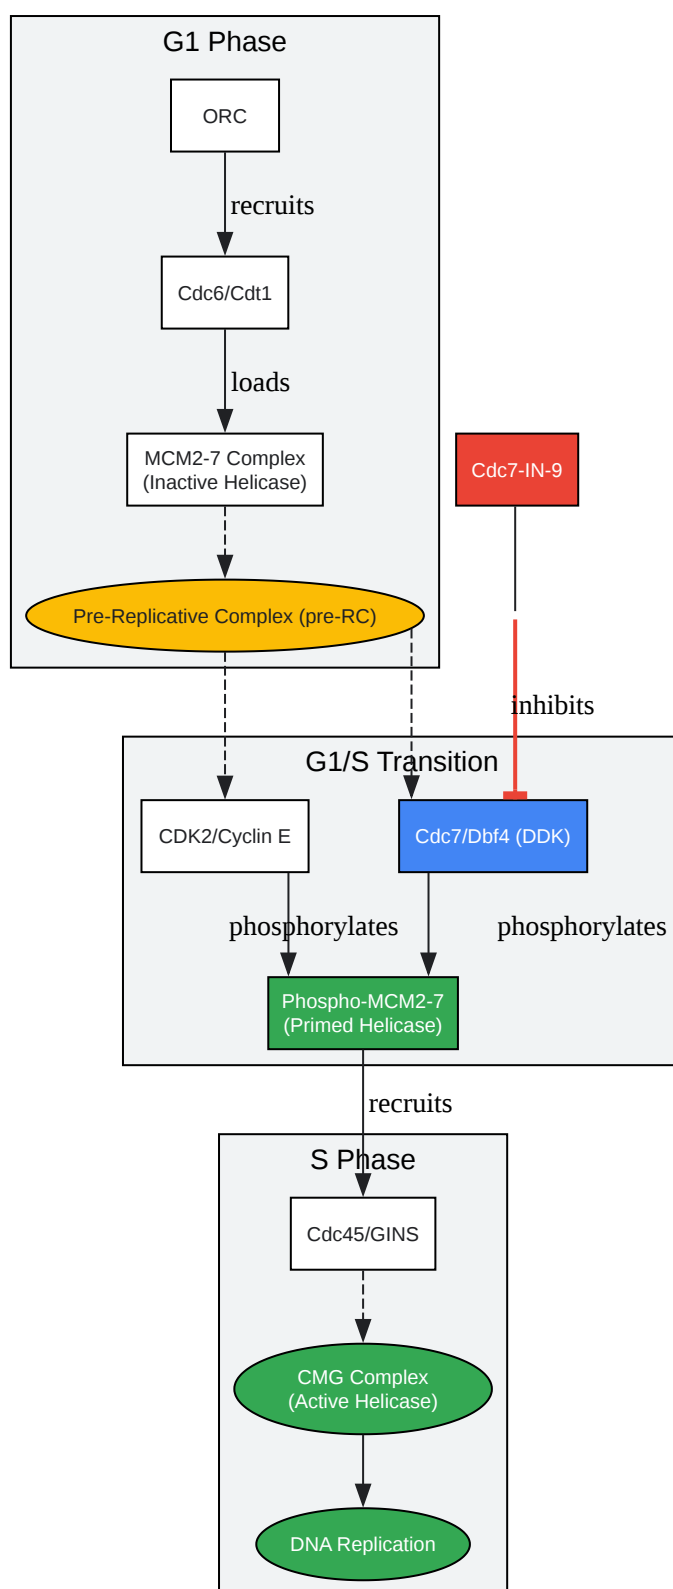 G1 Phase
ORC
recruits
Cdc6/Cdt1
loads
MCM2-7 Complex
(Inactive Helicase)
Cdc7-IN-9
Pre-Replicative Complex (pre-RC)
inhibits
G1/S Transition
CDK2/Cyclin E
Cdc7/Dbf4 (DDK)
phosphorylates
phosphorylates
Phospho-MCM2-7
(Primed Helicase)
recruits
S Phase
Cdc45/GINS
CMG Complex
(Active Helicase)
DNA Replication